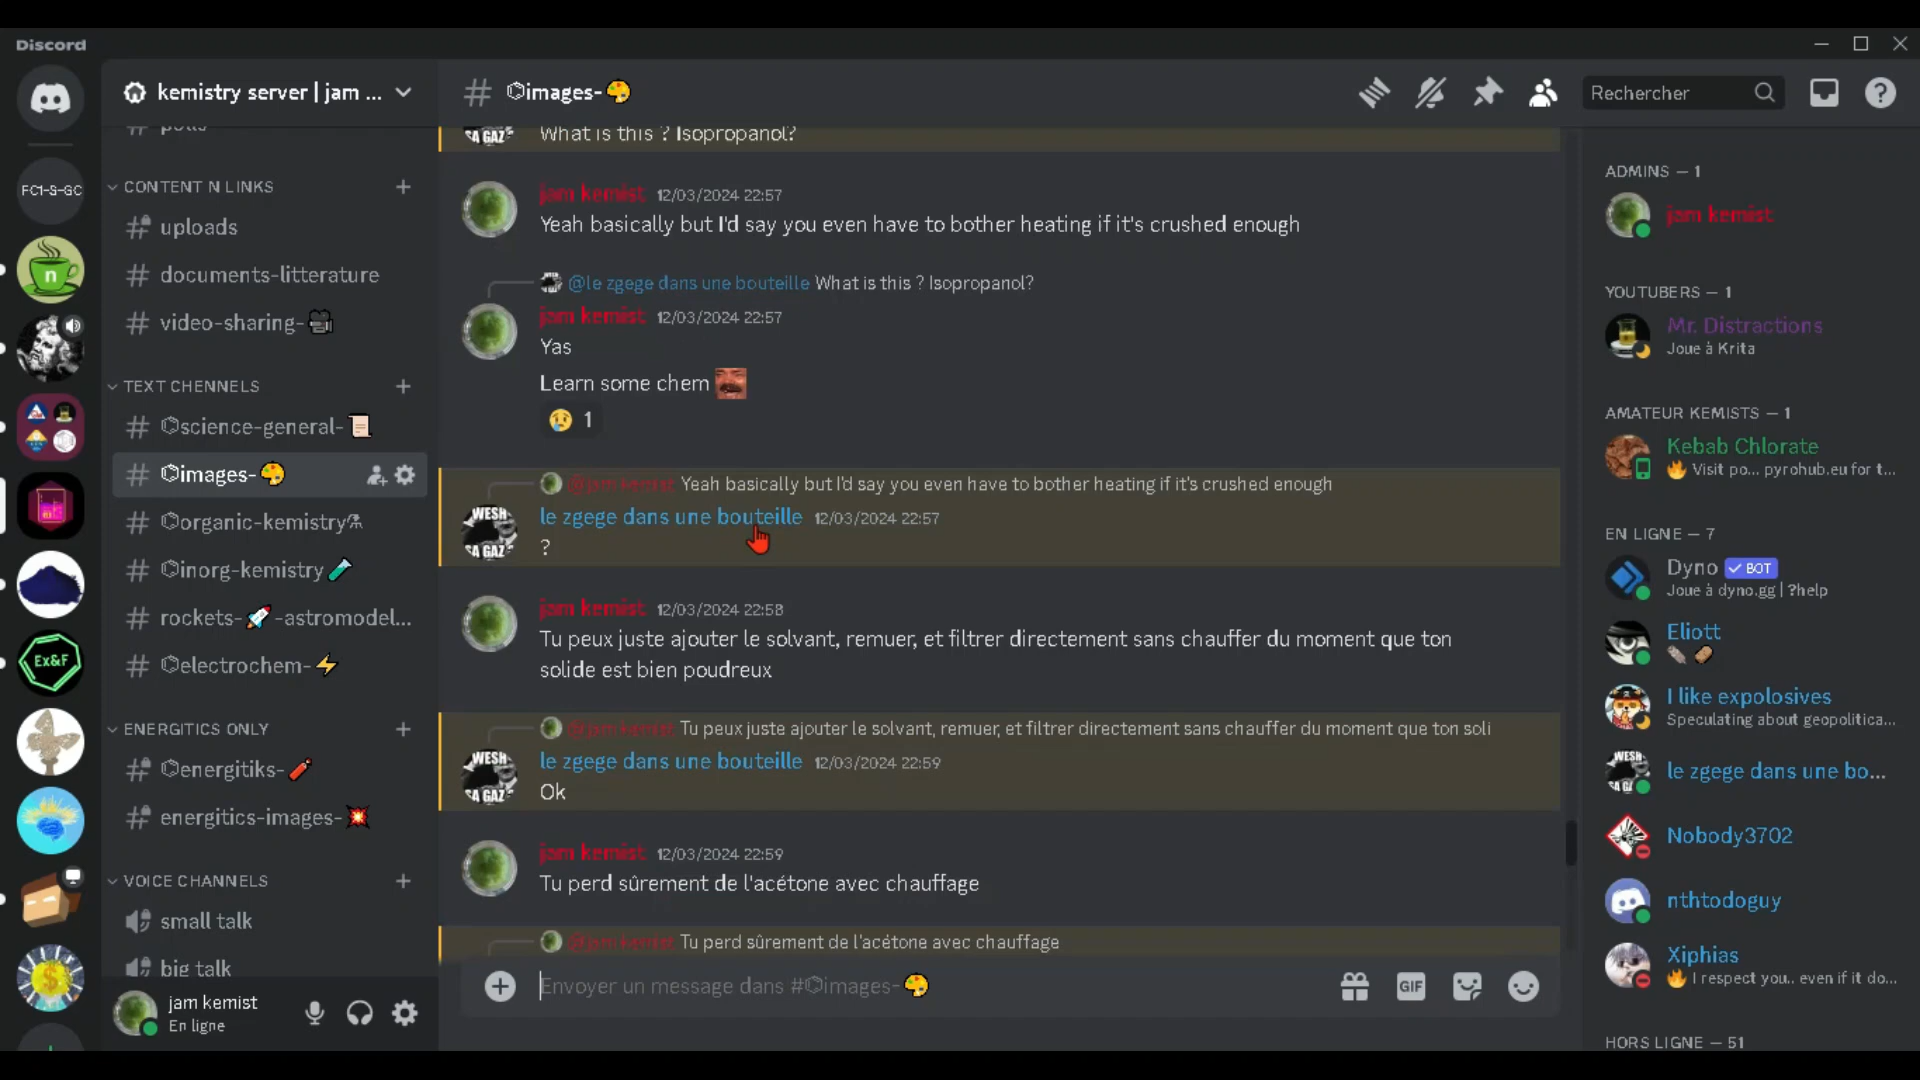 Discord
kemistry server | jam ...
polls
CONTENT N LINKS
uploads
documents-litterature
video-sharing-
TEXT CHENNELS
science-general-
images-
organic-kemistry
inorg-kemistry
rockets- -astromodel...
electrochem-
ENERGITICS ONLY
energitiks-
energitics-images-
VOICE CHANNELS
small talk
big talk
jam kemist
En ligne
FC1-S-GC
n
Ex&F
images-
Rechercher
What is this ? Isopropanol?
jam kemist 12/03/2024 22:57
Yeah basically but I'd say you even have to bother heating if it's crushed enough
@le zgege dans une bouteille What is this ? Isopropanol?
jam kemist 12/03/2024 22:57
Yas
Learn some chem
1
@jam kemist Yeah basically but I'd say you even have to bother heating if it's crushed enough
WESH
CA GAZ
le zgege dans une bouteille 12/03/2024 22:57
?
jam kemist 12/03/2024 22:58
Tu peux juste ajouter le solvant, remuer, et filtrer directement sans chauffer du moment que ton
solide est bien poudreux
@jam kemist Tu peux juste ajouter le solvant, remuer, et filtrer directement sans chauffer du moment que ton soli
WESH
CA GAZ
le zgege dans une bouteille 12/03/2024 22:59
Ok
jam kemist 12/03/2024 22:59
Tu perd sûrement de l'acétone avec chauffage
@jam kemist Tu perd sûrement de l'acétone avec chauffage
Envoyer un message dans # images-
GIF
ADMINS — 1
jam kemist
YOUTUBERS — 1
Mr. Distractions
Joue à Krita
AMATEUR KEMISTS — 1
Kebab Chlorate
Visit po... pyrohub.eu for t...
EN LIGNE — 7
Dyno BOT
Joue à dyno.gg | ?help
Eliott
I like expolosives
Speculating about geopolitica...
le zgege dans une bo...
Nobody3702
nthtodoguy
Xiphias
I respect you.. even if it do...
HORS LIGNE — 51